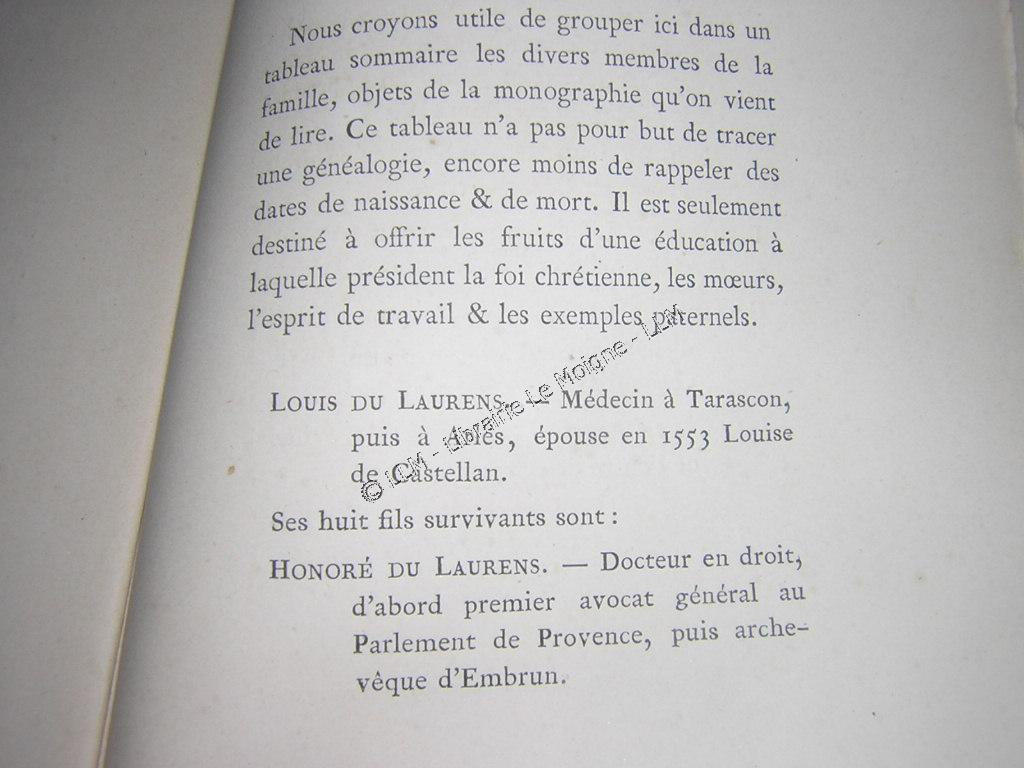 Nous croyons utile de grouper ici dans un
tableau sommaire les divers membres de la
famille, objets de la monographie qu'on vient
de lire. Ce tableau n'a pas pour but de tracer
une généalogie, encore moins de rappeler des
dates de naissance & de mort. Il est seulement
destiné à offrir les fruits d'une éducation à
laquelle président la foi chrétienne, les mœurs,
l'esprit de travail & les exemples paternels.
LOUIS DU LAURENS. — Médecin à Tarascon,
puis à Arles, épouse en 1553 Louise
de Castellan.
© LLM - Librairie Le Moigne - LLM
Ses huit fils survivants sont :
HONORÉ DU LAURENS. — Docteur en droit,
d'abord premier avocat général au
Parlement de Provence, puis arche-
vêque d'Embrun.